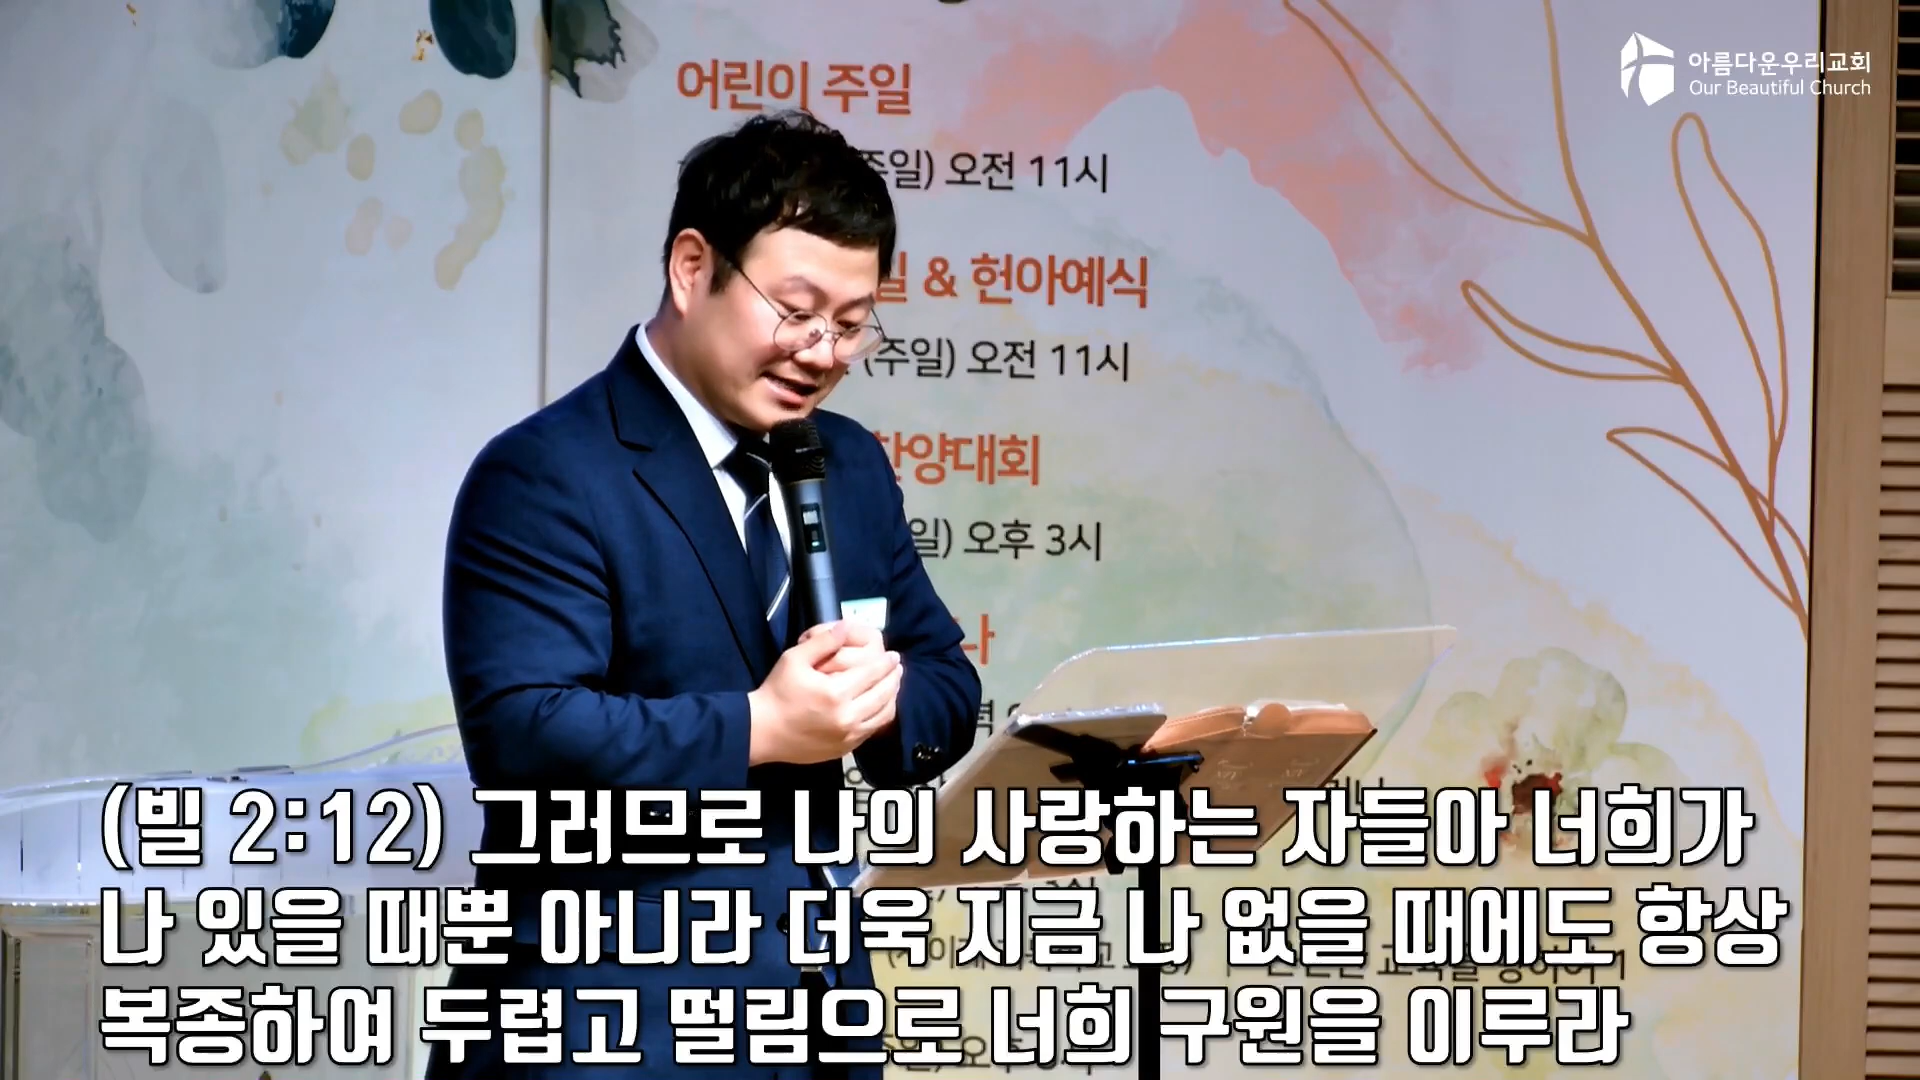 아름다운우리교회
Our Beautiful Church
어린이 주일
주일) 오전 11시
일 & 헌아예식
(주일) 오전 11시
찬양대회
일) 오후 3시
나
(빌 2:12) 그러므로 나의 사랑하는 자들아 너희가
나 있을 때뿐 아니라 더욱 지금 나 없을 때에도 항상
복종하여 두렵고 떨림으로 너희 구원을 이루라